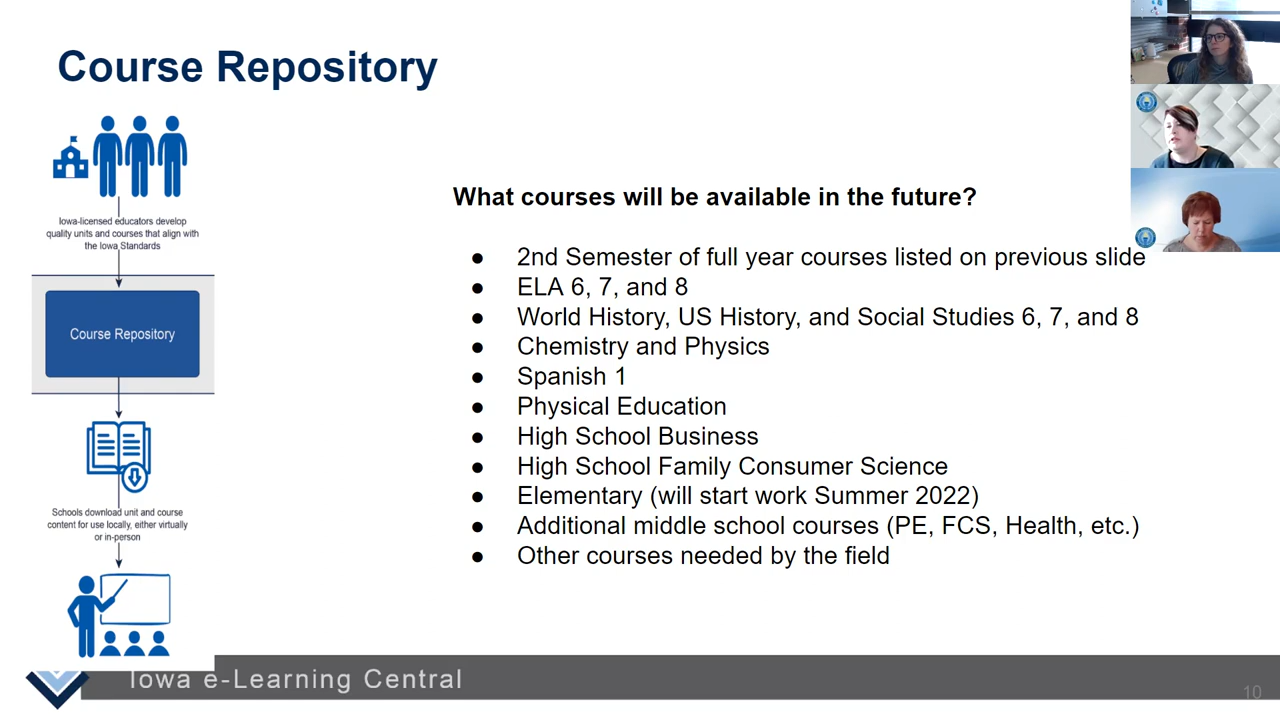 Course Repository
Iowa-licensed educators develop
quality units and courses that align with
the Iowa Standards
Course Repository
Schools download unit and course
content for use locally, either virtually
or in-person
What courses will be available in the future?
● 2nd Semester of full year courses listed on previous slide
● ELA 6, 7, and 8
● World History, US History, and Social Studies 6, 7, and 8
● Chemistry and Physics
● Spanish 1
● Physical Education
● High School Business
● High School Family Consumer Science
● Elementary (will start work Summer 2022)
● Additional middle school courses (PE, FCS, Health, etc.)
● Other courses needed by the field
Iowa e-Learning Central
10